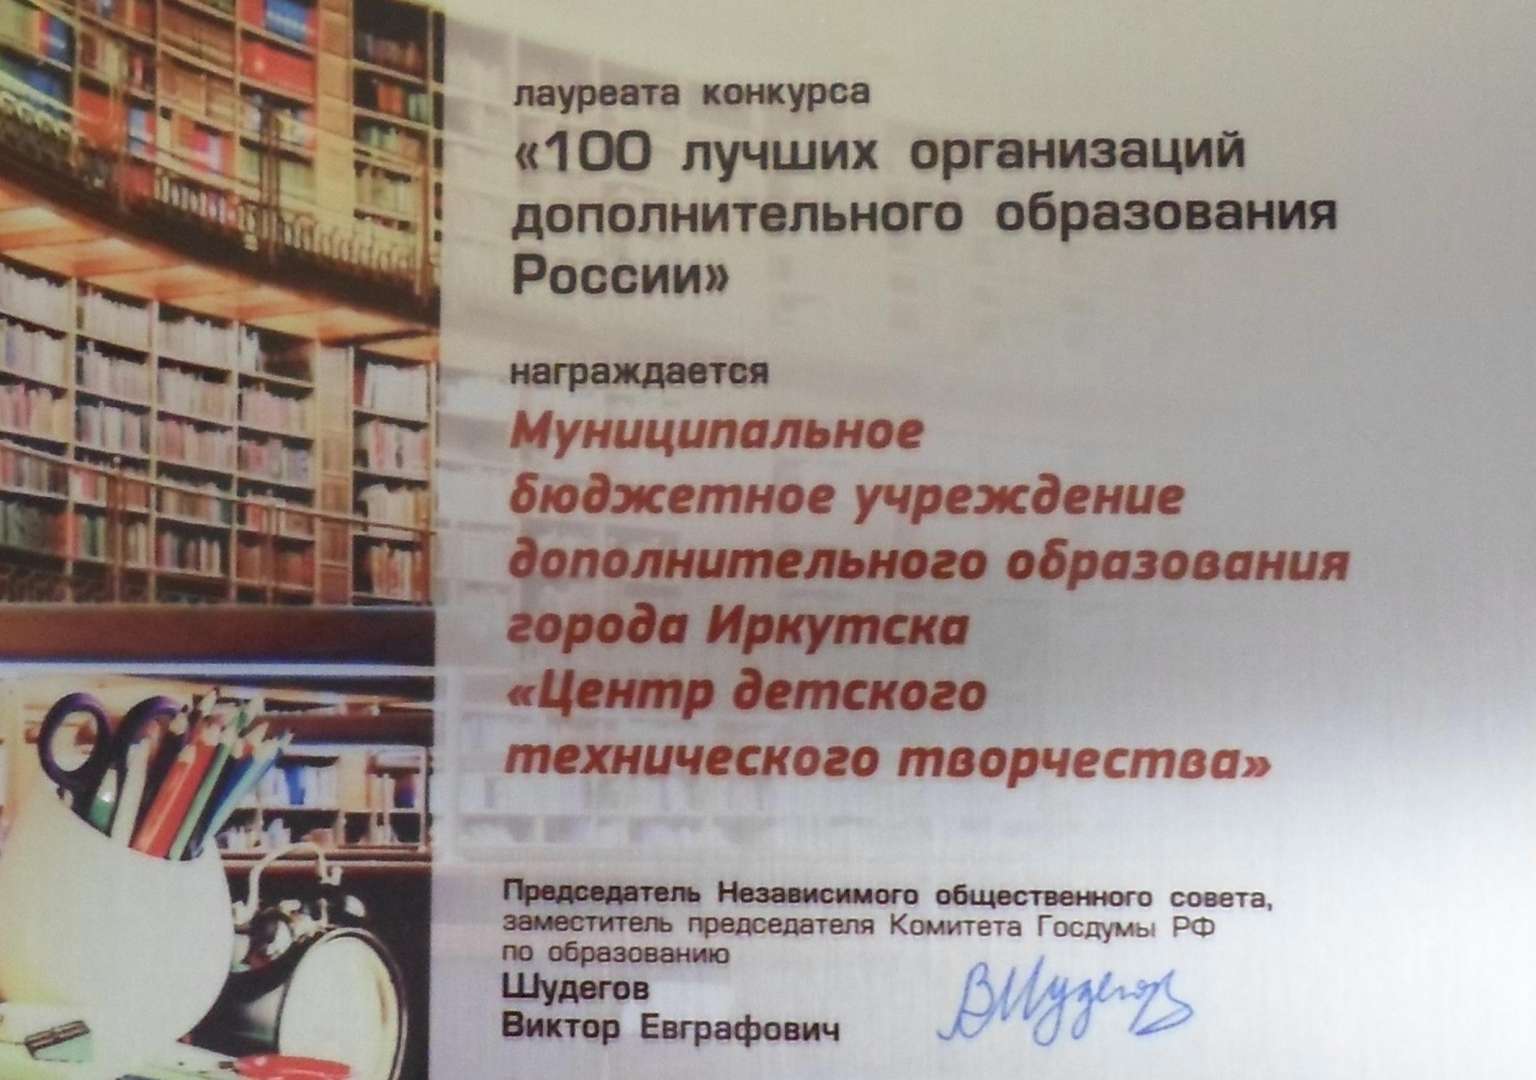 лауреата конкурса
«100 лучших организаций
дополнительного образования
России»
награждается
Муниципальное
бюджетное учреждение
дополнительного образования
города Иркутска
«Центр детского
технического творчества»
Председатель Независимого общественного совета,
заместитель председателя Комитета Госдумы РФ
по образованию
Шудегов
Виктор Евграфович
ВШудегов